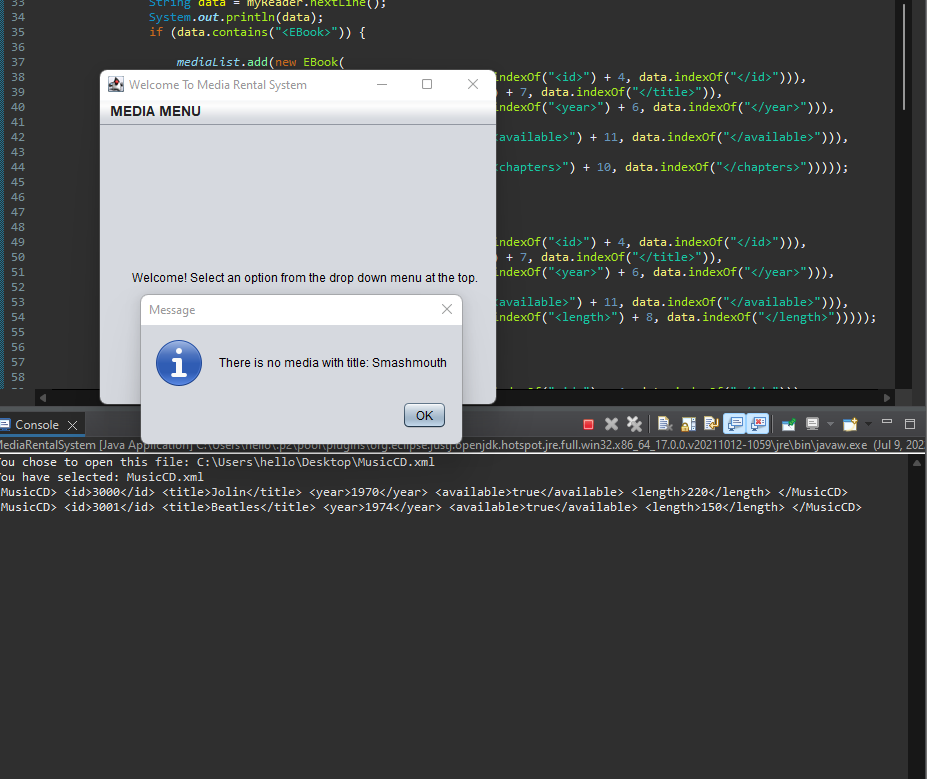 33 String data = myReader.nextLine();
34 System.out.println(data);
35 if (data.contains("<EBook>")) {
36
37 mediaList.add(new EBook(
38 indexOf("<id>") + 4, data.indexOf("</id>"))),
39 ) + 7, data.indexOf("</title>")),
40 indexOf("<year>") + 6, data.indexOf("</year>"))),
41
42 <available>") + 11, data.indexOf("</available>"))),
43
44 <chapters>") + 10, data.indexOf("</chapters>")))));
45
46
47
48
49 indexOf("<id>") + 4, data.indexOf("</id>"))),
50 ) + 7, data.indexOf("</title>")),
51 indexOf("<year>") + 6, data.indexOf("</year>"))),
52
53 <available>") + 11, data.indexOf("</available>"))),
54 indexOf("<length>") + 8, data.indexOf("</length>")))));
55
56
57
58
Welcome To Media Rental System
MEDIA MENU
Welcome! Select an option from the drop down menu at the top.
Message
There is no media with title: Smashmouth
OK
Console
MediaRentalSystem [Java Application] C:\Users\hello\.p2\pool\plugins\org.eclipse.justj.openjdk.hotspot.jre.full.win32.x86_64_17.0.0.v20211012-1059\jre\bin\javaw.exe (Jul 9, 202
You chose to open this file: C:\Users\hello\Desktop\MusicCD.xml
You have selected: MusicCD.xml
MusicCD> <id>3000</id> <title>Jolin</title> <year>1970</year> <available>true</available> <length>220</length> </MusicCD>
MusicCD> <id>3001</id> <title>Beatles</title> <year>1974</year> <available>true</available> <length>150</length> </MusicCD>